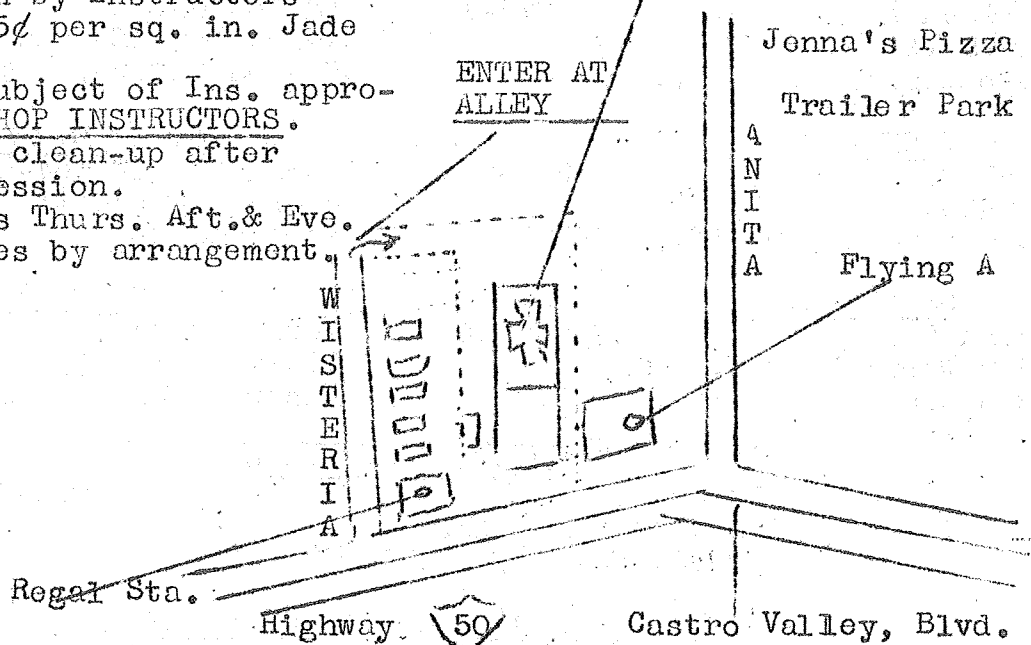 by Instructors
5¢ per sq. in. Jade
ubject of Ins. appro-
HOP INSTRUCTORS.
clean-up after
ession.
s Thurs. Aft.& Eve.
es by arrangement.
ENTER AT
ALLEY
Jenna's Pizza
Trailer Park
ANITA
Flying A
WISTERIA
Regal Sta.
Highway 50
Castro Valley, Blvd.